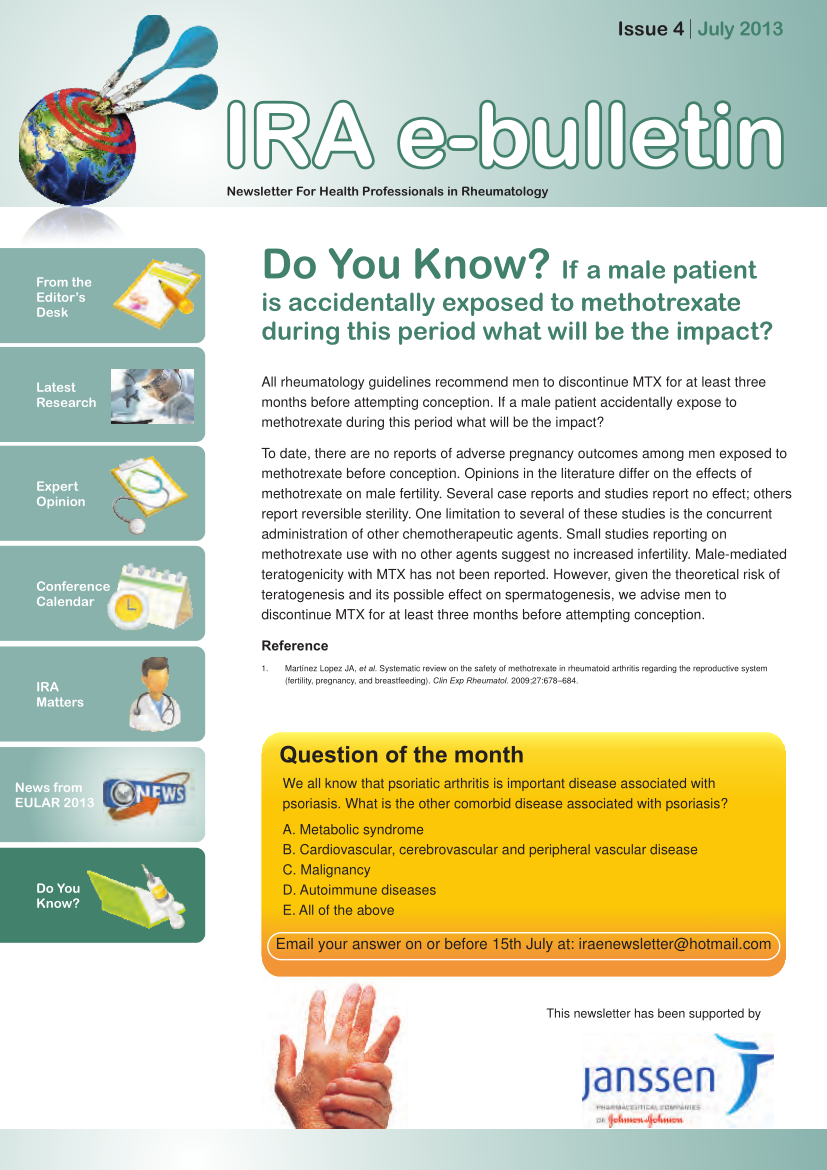 Issue 4 | July 2013
IRA e-bulletin
Newsletter For Health Professionals in Rheumatology
From the
Editor's
Desk
Latest
Research
Expert
Opinion
Conference
Calendar
IRA
Matters
News from
EULAR 2013
NEWS
Do You
Know?
Do You Know? If a male patient
is accidentally exposed to methotrexate
during this period what will be the impact?
All rheumatology guidelines recommend men to discontinue MTX for at least three
months before attempting conception. If a male patient accidentally expose to
methotrexate during this period what will be the impact?
To date, there are no reports of adverse pregnancy outcomes among men exposed to
methotrexate before conception. Opinions in the literature differ on the effects of
methotrexate on male fertility. Several case reports and studies report no effect; others
report reversible sterility. One limitation to several of these studies is the concurrent
administration of other chemotherapeutic agents. Small studies reporting on
methotrexate use with no other agents suggest no increased infertility. Male-mediated
teratogenicity with MTX has not been reported. However, given the theoretical risk of
teratogenesis and its possible effect on spermatogenesis, we advise men to
discontinue MTX for at least three months before attempting conception.
Reference
1. Martínez Lopez JA, et al. Systematic review on the safety of methotrexate in rheumatoid arthritis regarding the reproductive system
(fertility, pregnancy, and breastfeeding). Clin Exp Rheumatol. 2009;27:678–684.
Question of the month
We all know that psoriatic arthritis is important disease associated with
psoriasis. What is the other comorbid disease associated with psoriasis?
A. Metabolic syndrome
B. Cardiovascular, cerebrovascular and peripheral vascular disease
C. Malignancy
D. Autoimmune diseases
E. All of the above
Email your answer on or before 15th July at: iraenewsletter@hotmail.com
This newsletter has been supported by
janssen
PHARMACEUTICAL COMPANIES
OF Johnson & Johnson